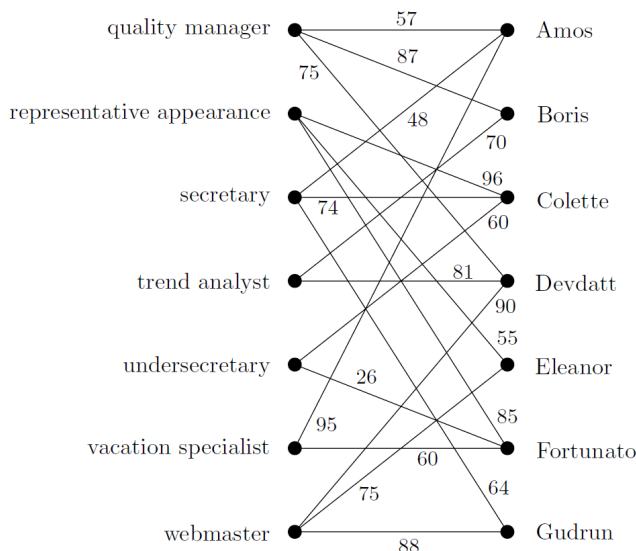 quality manager 57 Amos
87
75
representative appearance 48 Boris
70
96
secretary 74 Colette
60
trend analyst 81 Devdatt
90
55
undersecretary 26 Eleanor
85
95
vacation specialist 60 Fortunato
75 64
webmaster 88 Gudrun